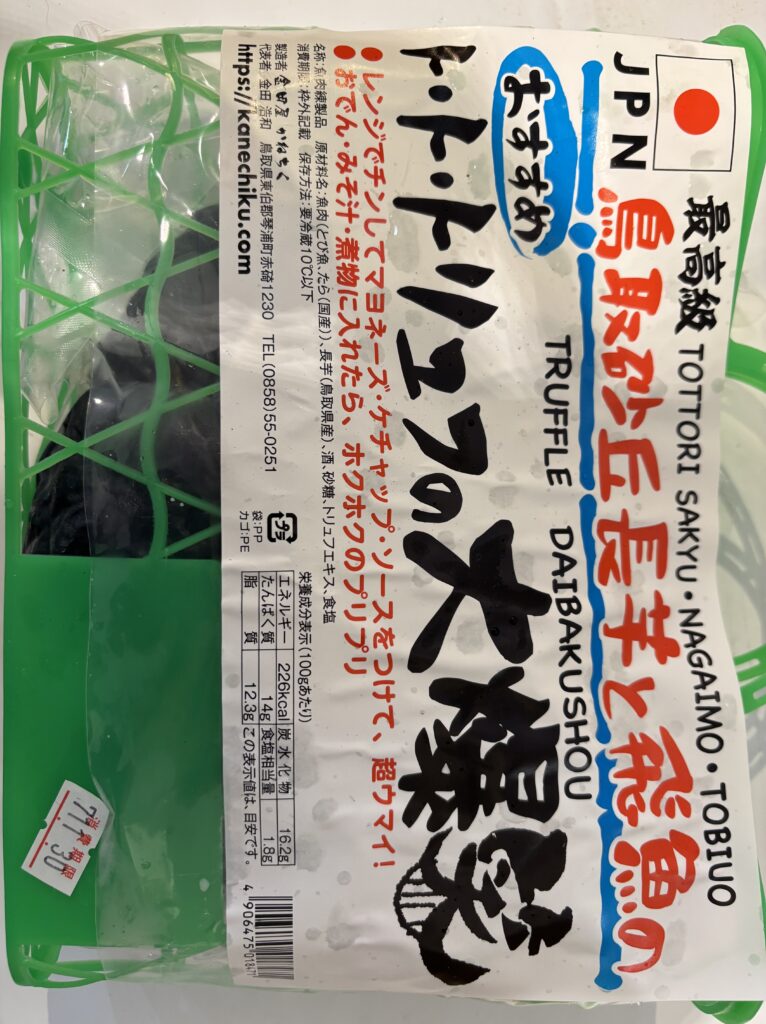 JPN
最高級 TOTTORI SAKYU・NAGAIMO・TOBIUO
鳥取砂丘長芋と飛魚の
おすすめ
TRUFFLE DAIBAKUSHOU
ト・ト・トリュフの大爆笑
●レンジでチンしてマヨネーズ・ケチャップ・ソースをつけて、超ウマイ!
●おでん・みそ汁・煮物に入れたら、ホクホクのプリプリ
名称:魚肉練製品 原材料名:魚肉(とび魚、たら(国産))、長芋(鳥取県産)、酒、砂糖、トリュフエキス、食塩
消費期限:枠外記載 保存方法:要冷蔵10℃以下
製造者 金田屋かねちく
代表者 金田 浩和 鳥取県東伯郡琴浦町赤碕1230 TEL(0858)55-0251
https://kanechiku.com
プラ
袋:PP
カゴ:PE
栄養成分表示(100gあたり)
エネルギー 226kcal 炭水化物 16.2g
たんぱく質 14g 食塩相当量 1.8g
脂質 12.3g この表示値は、目安です。
4 906475 01847
消費期限